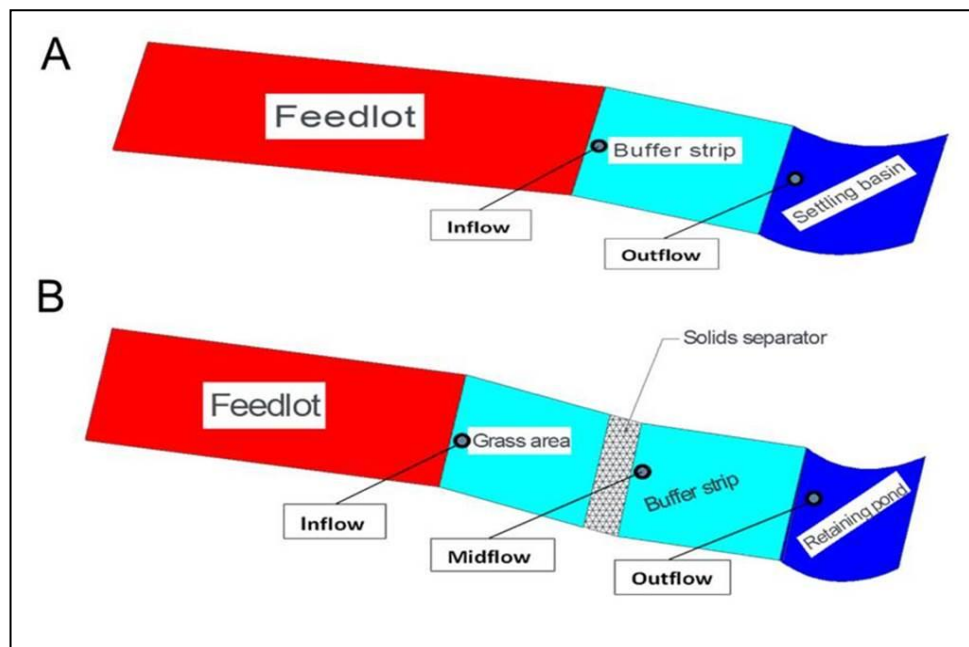 A
Feedlot
Buffer strip
Settling basin
Inflow
Outflow
B
Solids separator
Feedlot
Grass area
Buffer strip
Retaining pond
Inflow
Midflow
Outflow